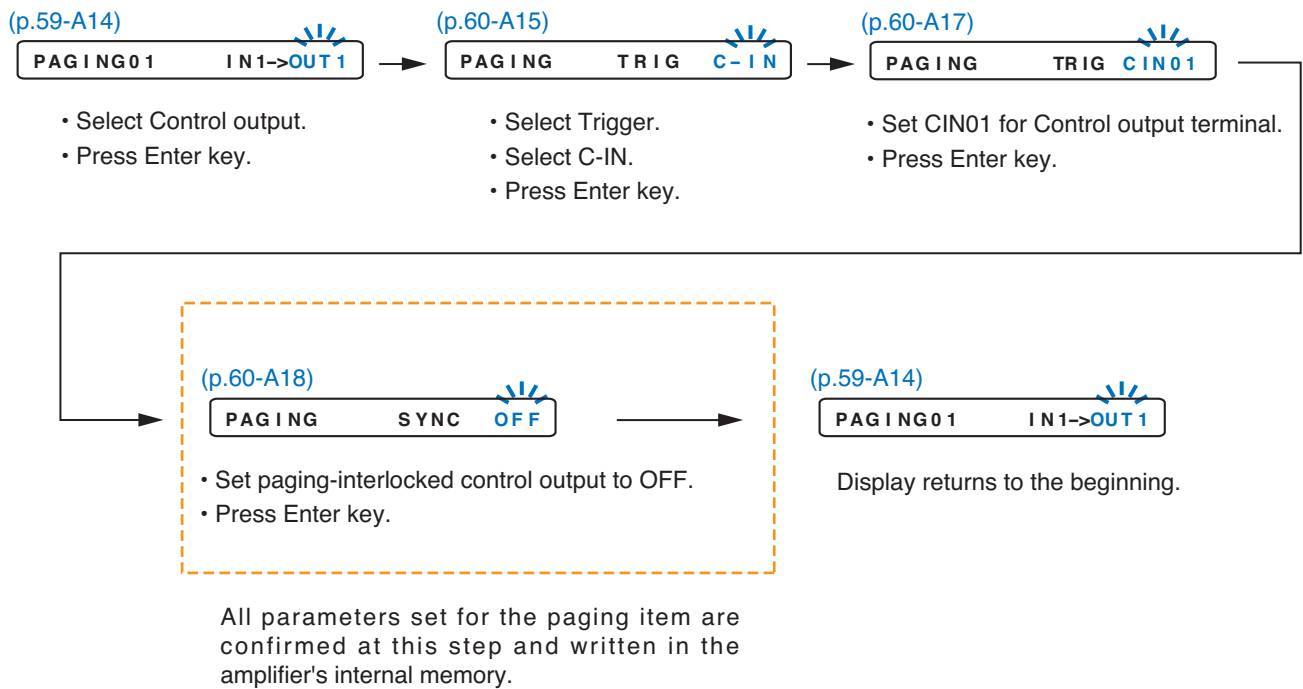 (p.59-A14)
PAGING01 IN1->OUT1
• Select Control output.
• Press Enter key.
(p.60-A15)
PAGING TRIG C-IN
• Select Trigger.
• Select C-IN.
• Press Enter key.
(p.60-A17)
PAGING TRIG CIN01
• Set CIN01 for Control output terminal.
• Press Enter key.
(p.60-A18)
PAGING SYNC OFF
• Set paging-interlocked control output to OFF.
• Press Enter key.
All parameters set for the paging item are
confirmed at this step and written in the
amplifier's internal memory.
(p.59-A14)
PAGING01 IN1->OUT1
Display returns to the beginning.